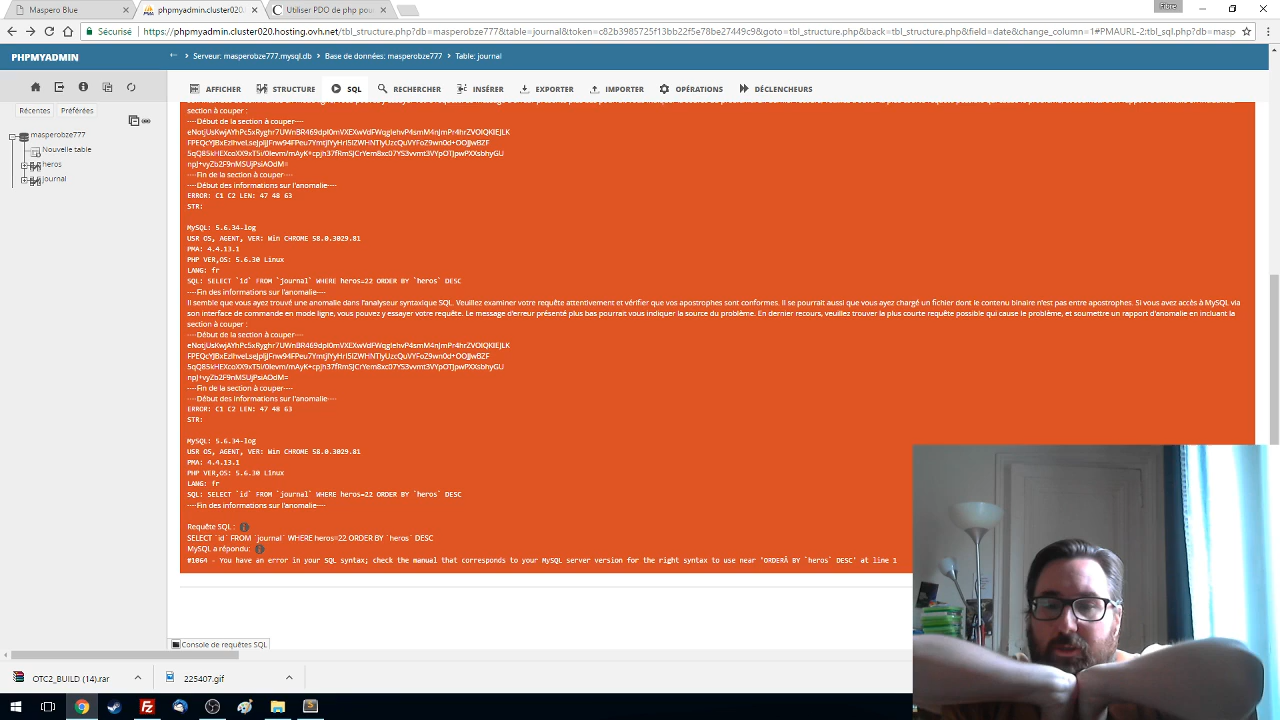 Maspero Blue
phpmyadmin.cluster020.
Utiliser PDO de php pour
Sécurisé
https://phpmyadmin.cluster020.hosting.ovh.net/tbl_structure.php?db=masperobze777&table=journal&token=c82b3985725f13bb22f5e78be27449c9&goto=tbl_structure.php&back=tbl_structure.php&field=date&change_column=1#PMAURL-2:tbl_sql.php?db=masp
PHPMYADMIN
Serveur: masperobze777.mysql.db
Base de données: masperobze777
Table: journal
AFFICHER
STRUCTURE
SQL
RECHERCHER
INSÉRER
EXPORTER
IMPORTER
OPÉRATIONS
DÉCLENCHEURS
Récentes
Préférées
masperobze777
Nouvelle table
heros
journal
section à couper :
----Début de la section à couper----
----Fin de la section à couper----
----Début des informations sur l'anomalie----
ERROR: C1 C2 LEN: 47 48 63
STR:
MySQL: 5.6.34-log
USR OS, AGENT, VER: Win CHROME 58.0.3029.81
PMA: 4.4.13.1
PHP VER,OS: 5.6.30 Linux
LANG: fr
SQL: SELECT `id` FROM `journal` WHERE heros=22 ORDER BY `heros` DESC
----Fin des informations sur l'anomalie----
Il semble que vous ayez trouvé une anomalie dans l'analyseur syntaxique SQL. Veuillez examiner votre requête attentivement et vérifier que vos apostrophes sont conformes. Il se pourrait aussi que vous ayez chargé un fichier dont le contenu binaire n'est pas entre apostrophes. Si vous avez accès à MySQL via
son interface de commande en mode ligne, vous pouvez y essayer votre requête. Le message d'erreur présenté plus bas pourrait vous indiquer la source du problème. En dernier recours, veuillez trouver la plus courte requête possible qui cause le problème, et soumettre un rapport d'anomalie en incluant la
section à couper :
----Début de la section à couper----
----Fin de la section à couper----
----Début des informations sur l'anomalie----
ERROR: C1 C2 LEN: 47 48 63
STR:
MySQL: 5.6.34-log
USR OS, AGENT, VER: Win CHROME 58.0.3029.81
PMA: 4.4.13.1
PHP VER,OS: 5.6.30 Linux
LANG: fr
SQL: SELECT `id` FROM `journal` WHERE heros=22 ORDER BY `heros` DESC
----Fin des informations sur l'anomalie----
Requête SQL :
SELECT `id` FROM `journal` WHERE heros=22 ORDER BY `heros` DESC
MySQL a répondu:
#1064 - You have an error in your SQL syntax; check the manual that corresponds to your MySQL server version for the right syntax to use near 'ORDERÂ BY `heros` DESC' at line 1
Console de requêtes SQL
OTC2_BUILD (14).rar
225407.gif